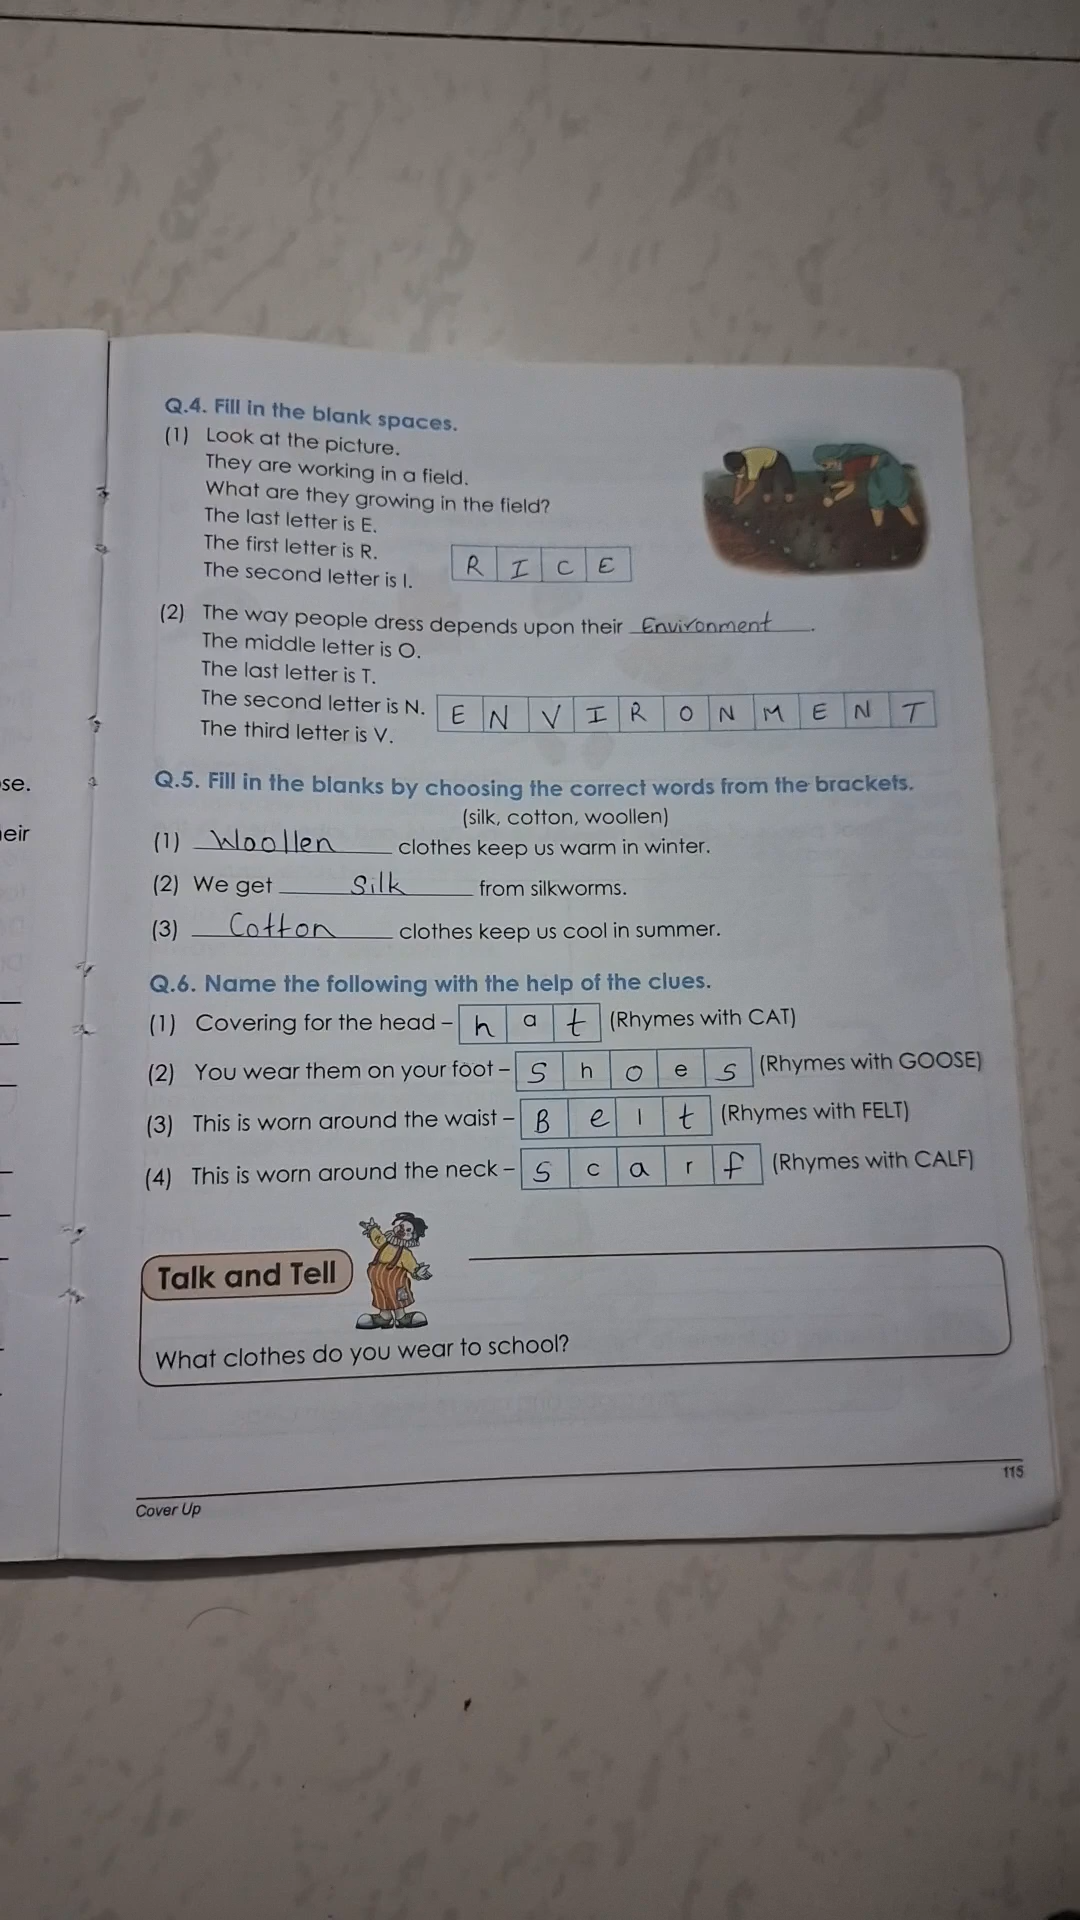 Q.4. Fill in the blank spaces.
(1) Look at the picture.
They are working in a field.
What are they growing in the field?
The last letter is E.
The first letter is R.
The second letter is I.
R I C E
(2) The way people dress depends upon their Environment.
The middle letter is O.
The last letter is T.
The second letter is N.
The third letter is V.
E N V I R O N M E N T
se.
eir
Q.5. Fill in the blanks by choosing the correct words from the brackets.
(silk, cotton, woollen)
(1) Woollen clothes keep us warm in winter.
(2) We get Silk from silkworms.
(3) Cotton clothes keep us cool in summer.
Q.6. Name the following with the help of the clues.
(1) Covering for the head – h a t (Rhymes with CAT)
(2) You wear them on your foot – S h o e s (Rhymes with GOOSE)
(3) This is worn around the waist – B e l t (Rhymes with FELT)
(4) This is worn around the neck – S c a r f (Rhymes with CALF)
Talk and Tell
What clothes do you wear to school?
115
Cover Up